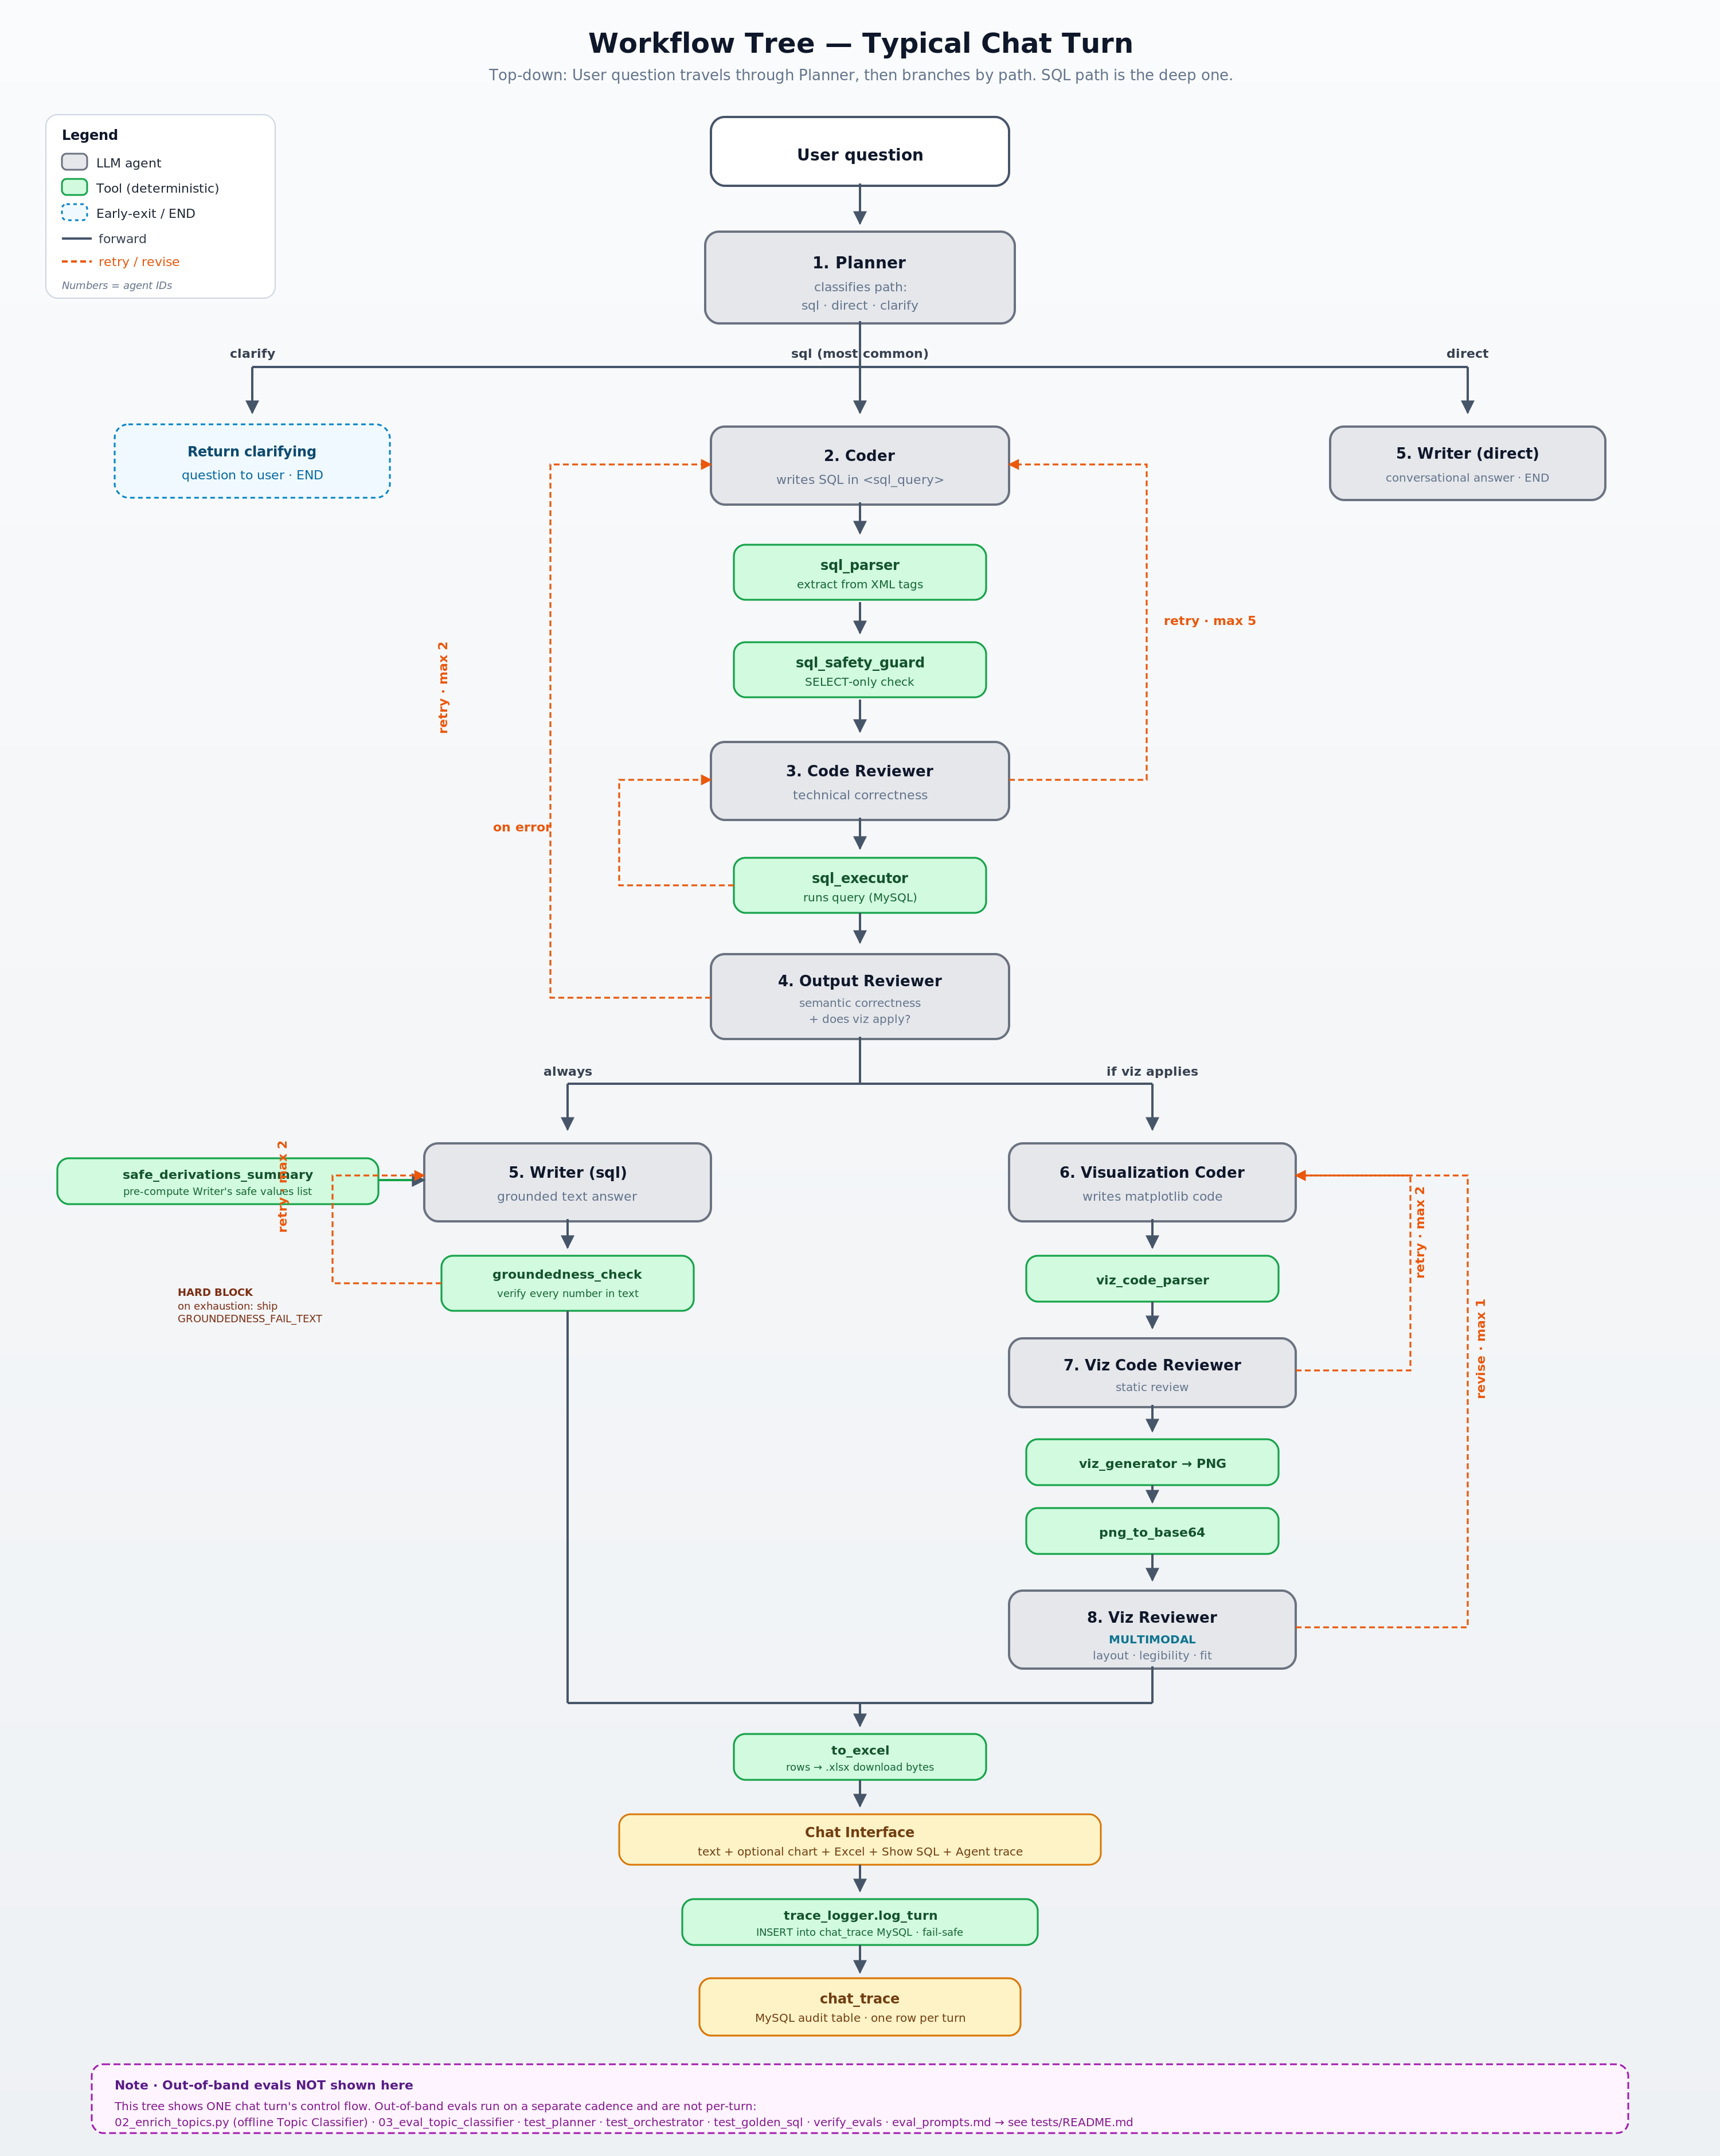 Workflow Tree — Typical Chat Turn
Top-down: User question travels through Planner, then branches by path. SQL path is the deep one.
Legend
LLM agent
Tool (deterministic)
Early-exit / END
forward
retry / revise
Numbers = agent IDs
User question
1. Planner
classifies path:
sql · direct · clarify
clarify
sql (most common)
direct
Return clarifying
question to user · END
2. Coder
writes SQL in <sql_query>
5. Writer (direct)
conversational answer · END
sql_parser
extract from XML tags
retry · max 5
sql_safety_guard
SELECT-only check
retry · max 2
3. Code Reviewer
technical correctness
on error
sql_executor
runs query (MySQL)
4. Output Reviewer
semantic correctness
+ does viz apply?
always
if viz applies
safe_derivations_summary
pre-compute Writer's safe values list
retry · max 2
5. Writer (sql)
grounded text answer
6. Visualization Coder
writes matplotlib code
retry · max 2
groundedness_check
verify every number in text
HARD BLOCK
on exhaustion: ship
GROUNDEDNESS_FAIL_TEXT
viz_code_parser
revise · max 1
7. Viz Code Reviewer
static review
viz_generator → PNG
png_to_base64
8. Viz Reviewer
MULTIMODAL
layout · legibility · fit
to_excel
rows → .xlsx download bytes
Chat Interface
text + optional chart + Excel + Show SQL + Agent trace
trace_logger.log_turn
INSERT into chat_trace MySQL · fail-safe
chat_trace
MySQL audit table · one row per turn
Note · Out-of-band evals NOT shown here
This tree shows ONE chat turn's control flow. Out-of-band evals run on a separate cadence and are not per-turn:
02_enrich_topics.py (offline Topic Classifier) · 03_eval_topic_classifier · test_planner · test_orchestrator · test_golden_sql · verify_evals · eval_prompts.md → see tests/README.md